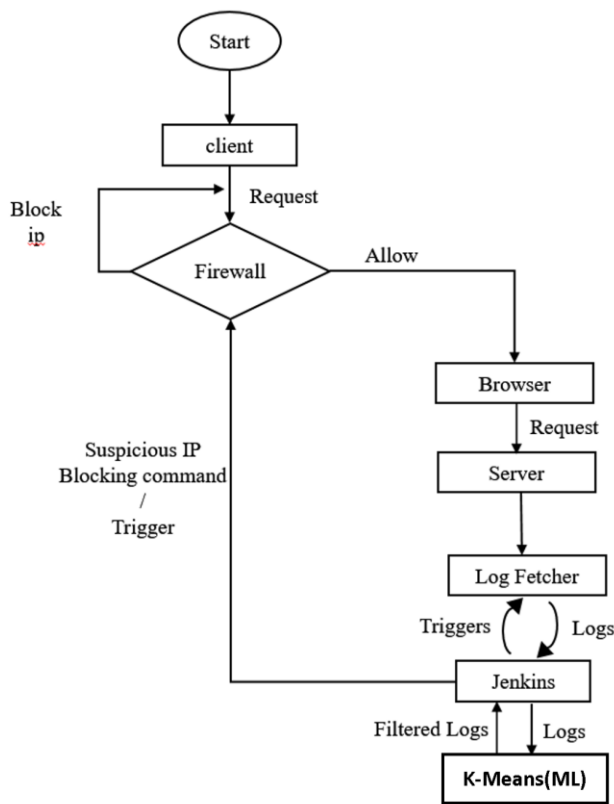 Start
client
Request
Block
ip
Firewall
Allow
Browser
Request
Suspicious IP
Blocking command
/
Trigger
Server
Log Fetcher
Triggers
Logs
Jenkins
Filtered Logs
Logs
K-Means(ML)